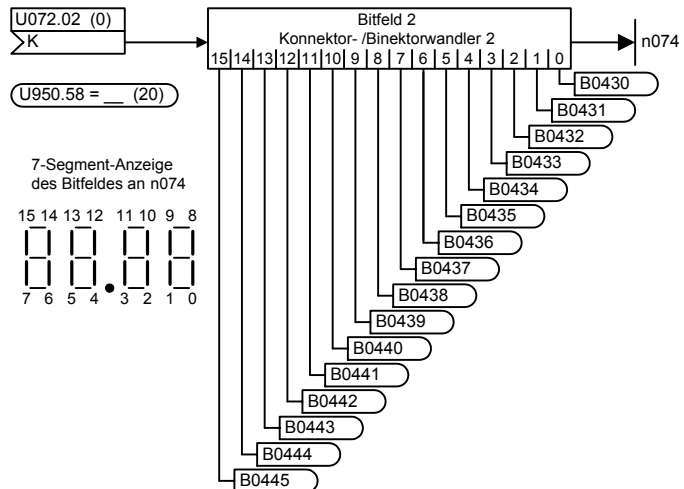 U072.02 (0)
K
Bitfeld 2
Konnektor- /Binektorwandler 2
15 14 13 12 11 10 9 8 7 6 5 4 3 2 1 0
n074
U950.58 = __ (20)
B0430
B0431
B0432
B0433
B0434
B0435
B0436
B0437
B0438
B0439
B0440
B0441
B0442
B0443
B0444
B0445
7-Segment-Anzeige
des Bitfeldes an n074
15 14 13 12 11 10 9 8
7 6 5 4 3 2 1 0